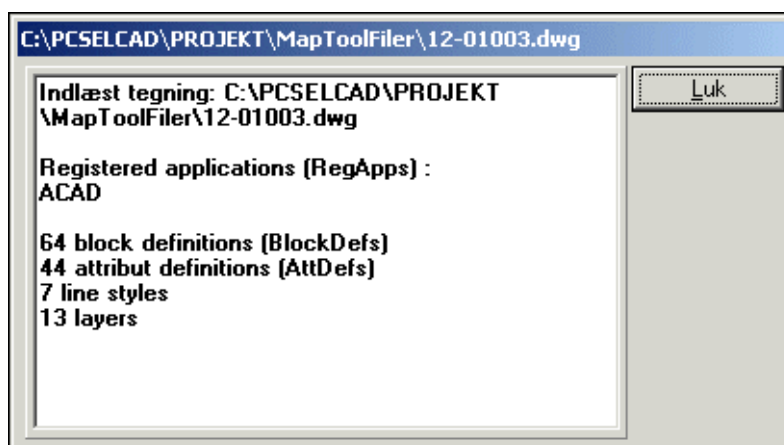 C:\PCSELCAD\PROJEKT\MapToolFiler\12-01003.dwg
Indlæst tegning: C:\PCSELCAD\PROJEKT
\MapToolFiler\12-01003.dwg
Luk
Registered applications (RegApps) :
ACAD
64 block definitions (BlockDefs)
44 attribut definitions (AttDefs)
7 line styles
13 layers